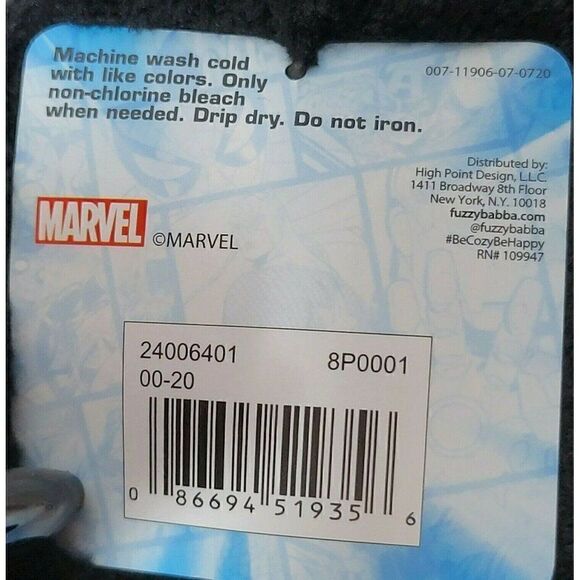 Machine wash cold
with like colors. Only
non-chlorine bleach
when needed. Drip dry. Do not iron.
007-11906-07-0720
Distributed by:
High Point Design, L.L.C.
1411 Broadway 8th Floor
New York, N.Y. 10018
fuzzybabba.com
@fuzzybabba
#BeCozyBeHappy
RN# 109947
MARVEL ©MARVEL
24006401 8P0001
00-20
0 86694 51935 6